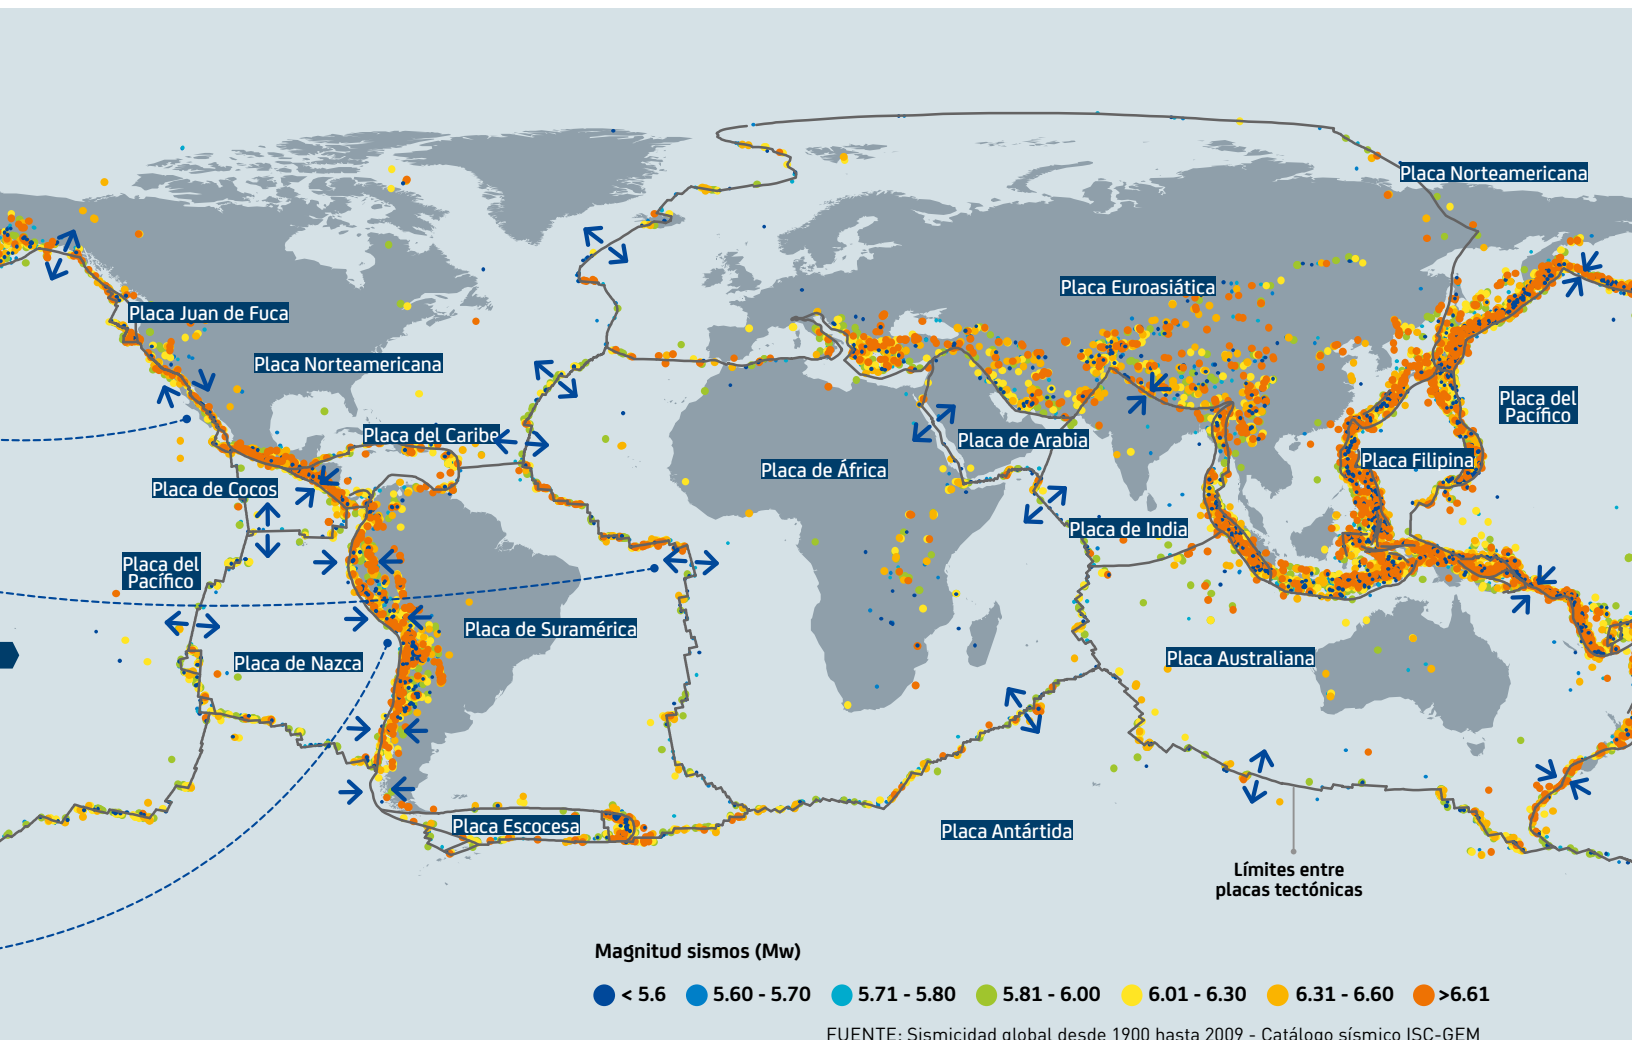 Placa Norteamericana
Placa Euroasiática
Placa Juan de Fuca
Placa Norteamericana
Placa del
Pacífico
Placa del Caribe
Placa de Arabia
Placa Filipina
Placa de África
Placa de Cocos
Placa de India
Placa del
Pacífico
Placa de Suramérica
Placa de Nazca
Placa Australiana
Placa Escocesa
Placa Antártida
Límites entre
placas tectónicas
Magnitud sismos (Mw)
< 5.6
5.60 - 5.70
5.71 - 5.80
5.81 - 6.00
6.01 - 6.30
6.31 - 6.60
>6.61
FUENTE: Sismicidad global desde 1900 hasta 2009 - Catálogo sísmico ISC-GEM